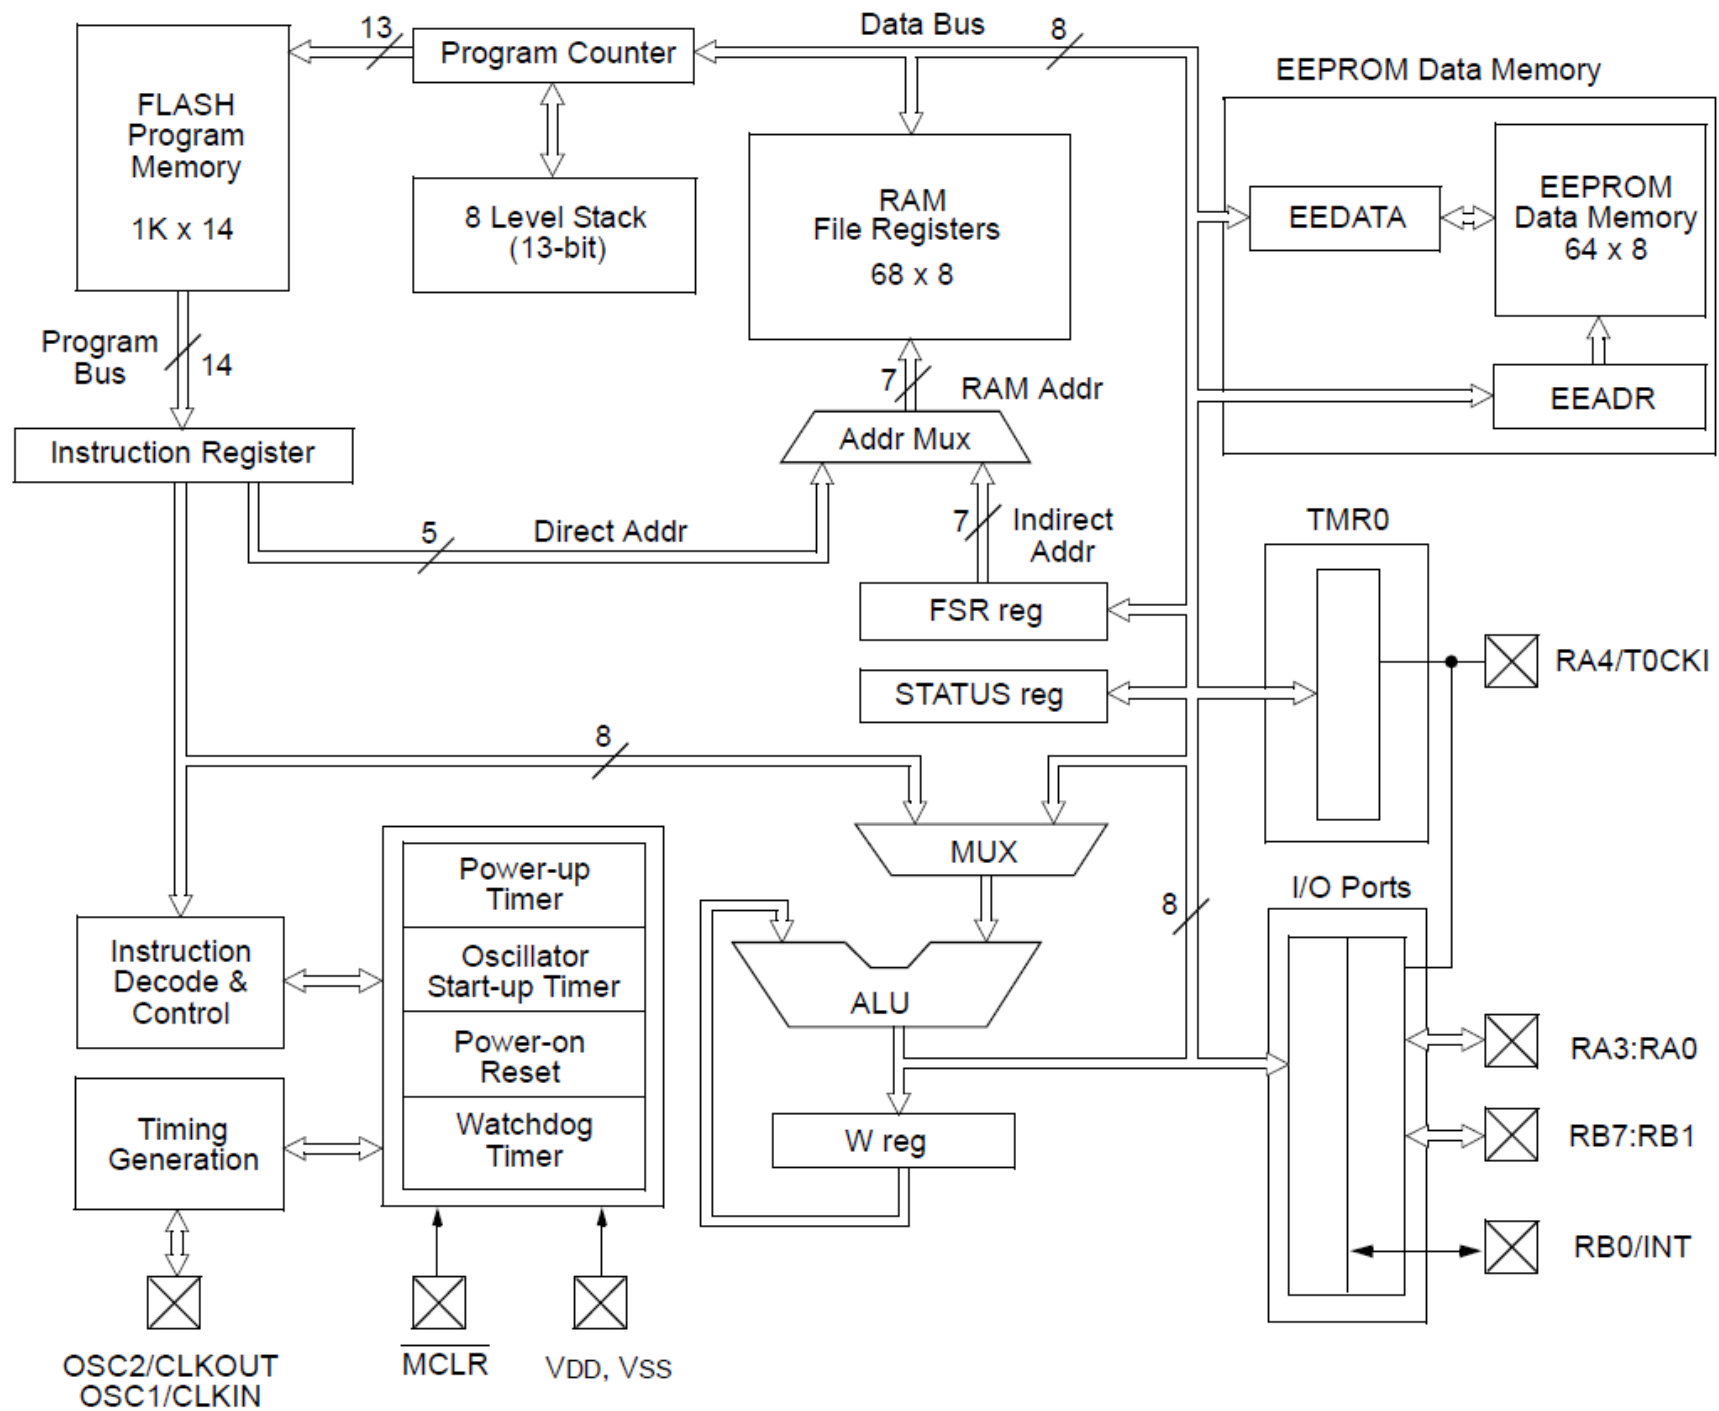 Data Bus
13
8
Program Counter
EEPROM Data Memory
FLASH
Program
Memory
1K x 14
8 Level Stack
(13-bit)
RAM
File Registers
68 x 8
EEDATA
EEPROM
Data Memory
64 x 8
Program
Bus
14
7
RAM Addr
EEADR
Addr Mux
Instruction Register
5
Direct Addr
7
Indirect
Addr
TMR0
FSR reg
RA4/T0CKI
STATUS reg
8
MUX
Power-up
Timer
I/O Ports
8
Instruction
Decode &
Control
Oscillator
Start-up Timer
ALU
Power-on
Reset
RA3:RA0
Timing
Generation
Watchdog
Timer
W reg
RB7:RB1
RB0/INT
OSC2/CLKOUT
OSC1/CLKIN
MCLR
VDD, VSS